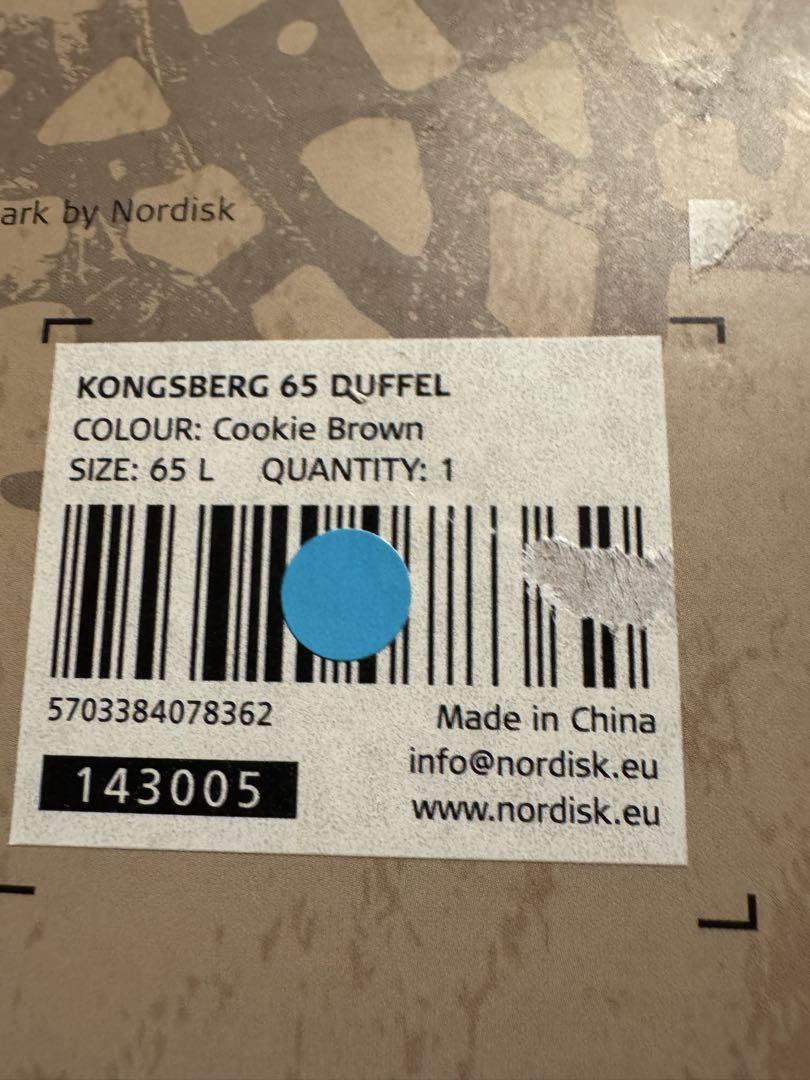 by Nordisk
KONGSBERG 65 DUFFEL
COLOUR: Cookie Brown
SIZE: 65 L QUANTITY: 1
5703384078362
Made in China
143005
info@nordisk.eu
www.nordisk.eu